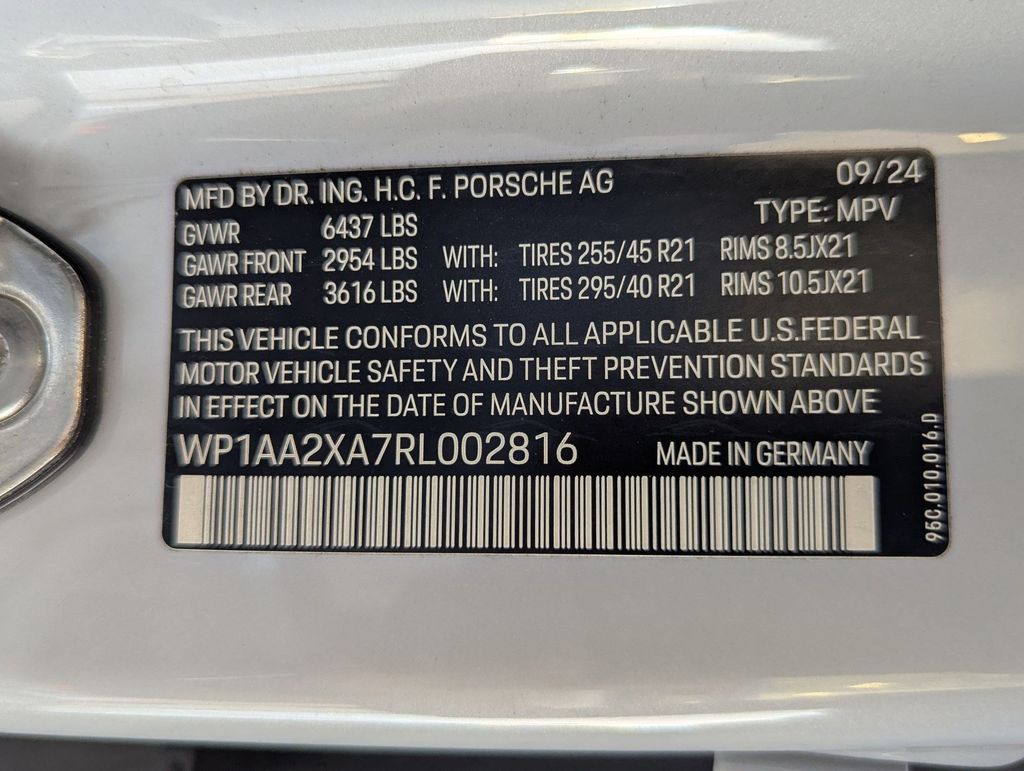 MFD BY DR. ING. H.C. F. PORSCHE AG 09/24
GVWR 6437 LBS TYPE: MPV
GAWR FRONT 2954 LBS WITH: TIRES 255/45 R21 RIMS 8.5JX21
GAWR REAR 3616 LBS WITH: TIRES 295/40 R21 RIMS 10.5JX21
THIS VEHICLE CONFORMS TO ALL APPLICABLE U.S.FEDERAL
MOTOR VEHICLE SAFETY AND THEFT PREVENTION STANDARDS
IN EFFECT ON THE DATE OF MANUFACTURE SHOWN ABOVE
WP1AA2XA7RL002816 MADE IN GERMANY
95C.010.016.D